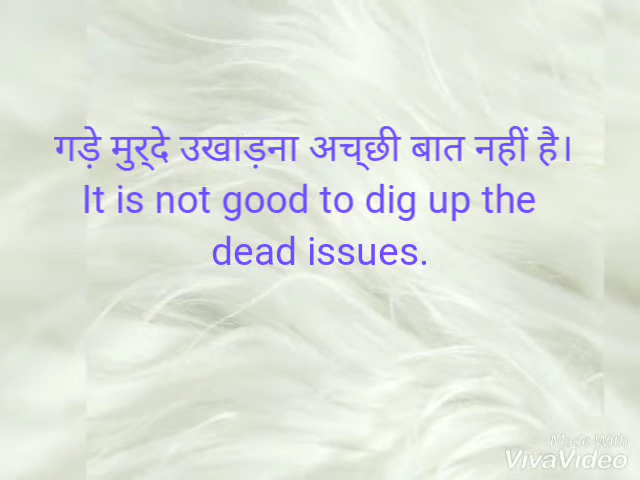 गड़े मुर्दे उखाड़ना अच्छी बात नहीं है।
It is not good to dig up the
dead issues.
Made With
VivaVideo